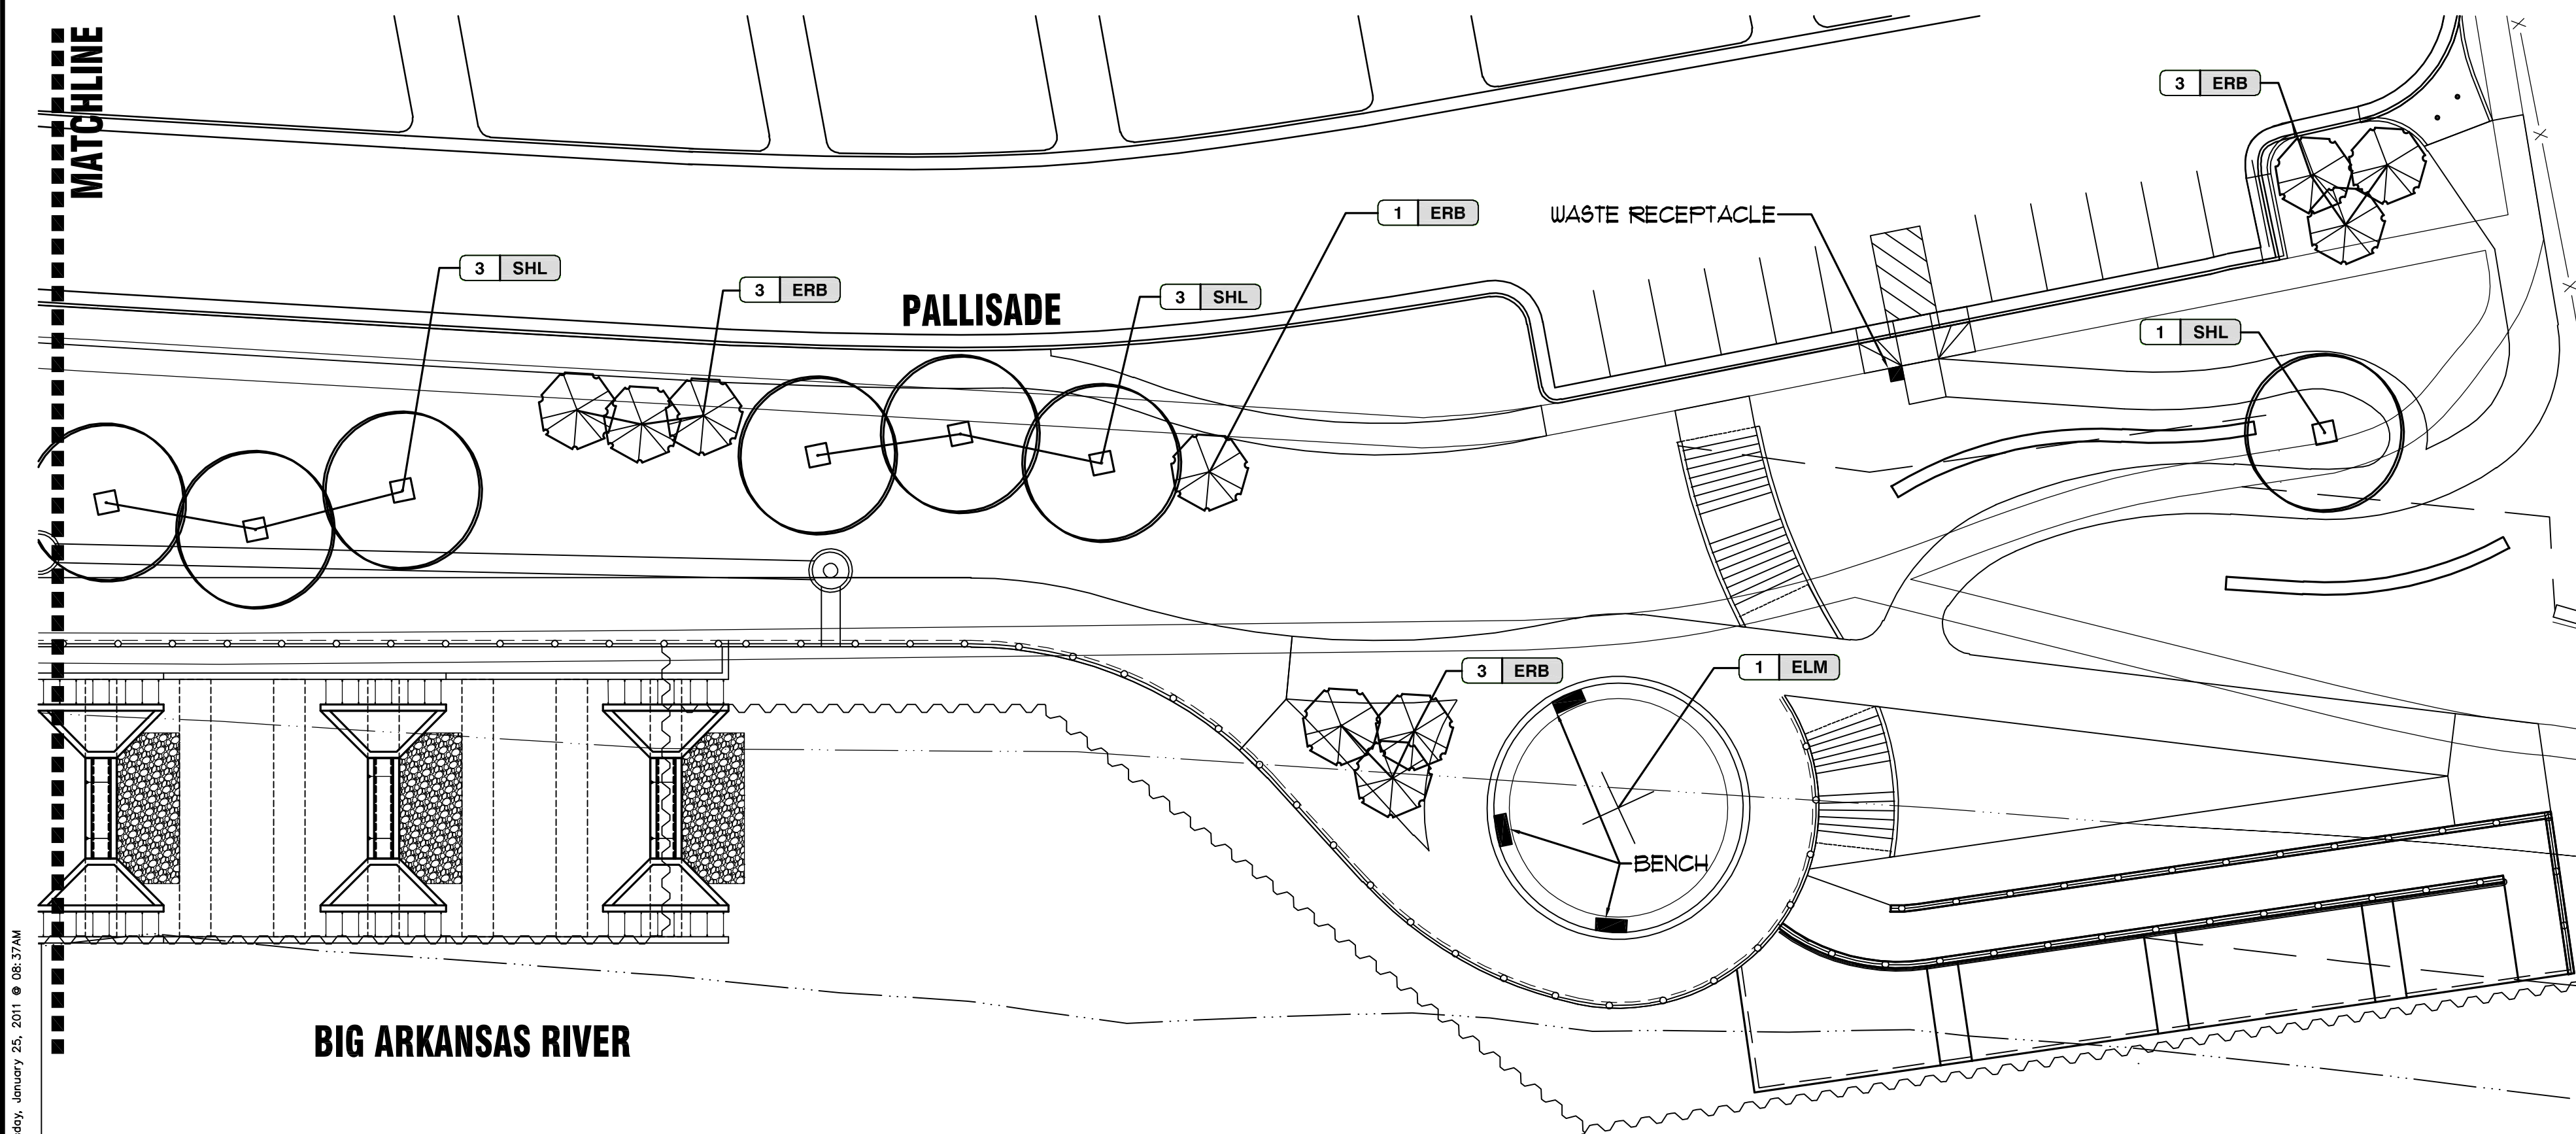 MATCHLINE
3 ERB
1 ERB
WASTE RECEPTACLE
3 SHL
3 ERB
PALLISADE
3 SHL
1 SHL
3 ERB
1 ELM
BENCH
BIG ARKANSAS RIVER
January 25, 2011 @ 08:37AM